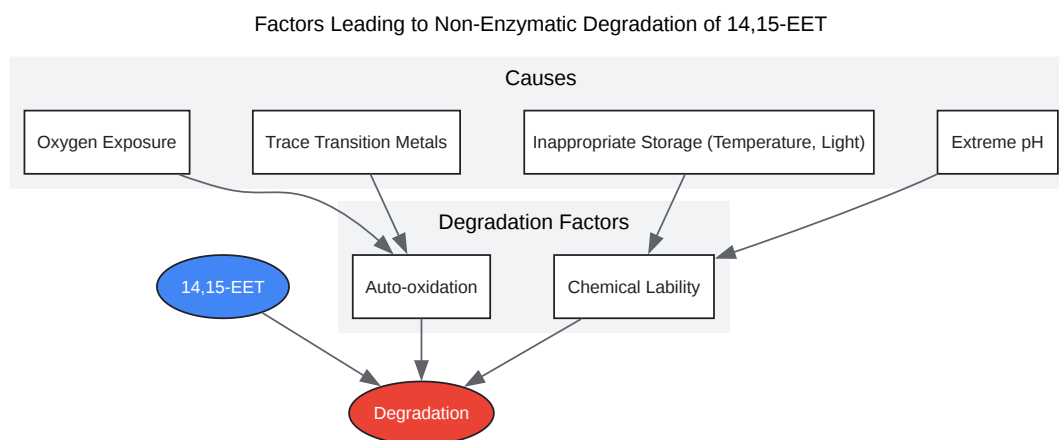 Factors Leading to Non-Enzymatic Degradation of 14,15-EET
Causes
Oxygen Exposure
Trace Transition Metals
Inappropriate Storage (Temperature, Light)
Extreme pH
Degradation Factors
14,15-EET
Auto-oxidation
Chemical Lability
Degradation